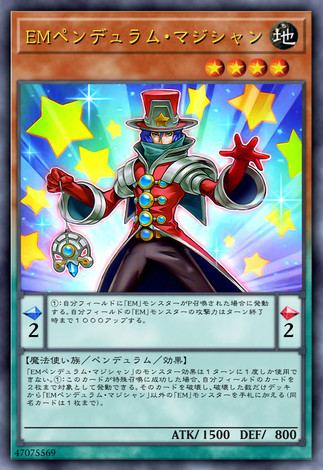 EMペンデュラム・マジシャン
地
①:自分フィールドに「EM」モンスターがP召喚された場合に発動
する。自分フィールドの「EM」モンスターの攻撃力はターン終了
時まで1000アップする。
2
2
【魔法使い族/ペンデュラム/効果】
「EMペンデュラム・マジシャン」のモンスター効果は1ターンに1度しか使用で
きない。①:このカードが特殊召喚に成功した場合、自分フィールドのカードを
2枚まで対象として発動できる。そのカードを破壊し、破壊した数だけデッキ
から「EMペンデュラム・マジシャン」以外の「EM」モンスターを手札に加える(同
名カードは1枚まで)。
ATK/1500 DEF/ 800
47075569